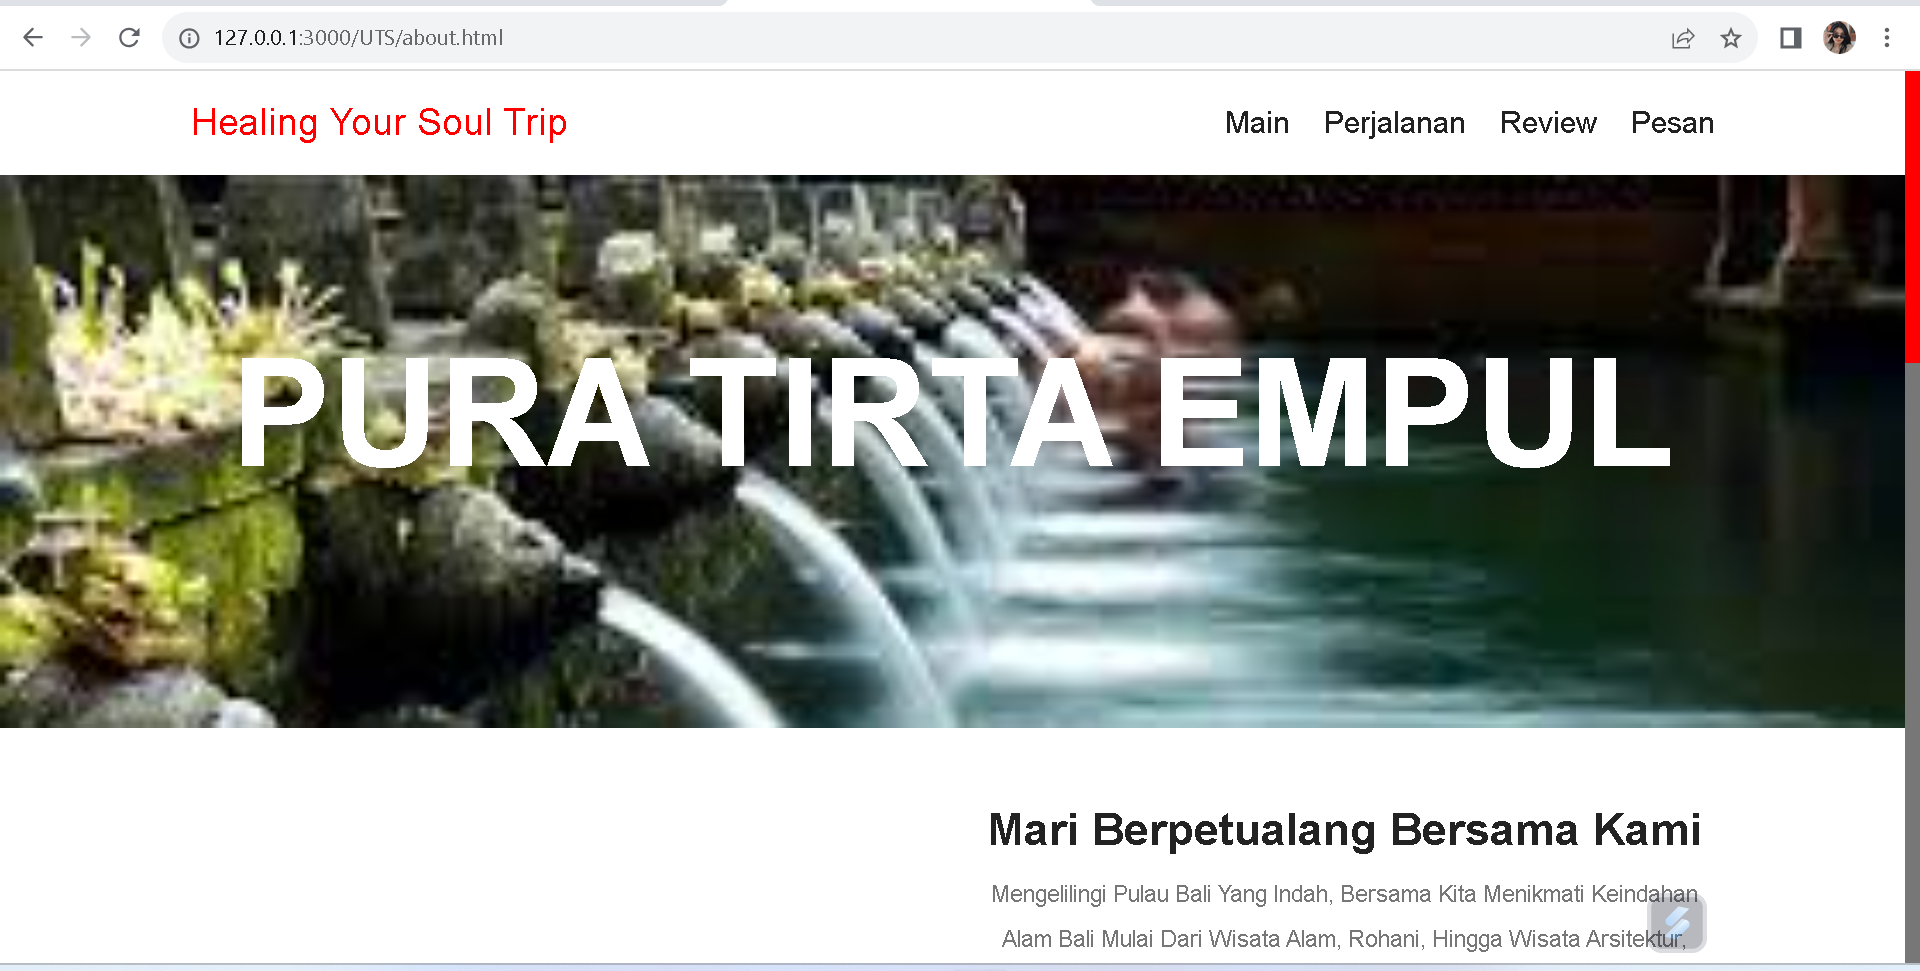 127.0.0.1:3000/UTS/about.html
Healing Your Soul Trip
Main Perjalanan Review Pesan
PURA TIRTA EMPUL
Mari Berpetualang Bersama Kami
Mengelilingi Pulau Bali Yang Indah, Bersama Kita Menikmati Keindahan
Alam Bali Mulai Dari Wisata Alam, Rohani, Hingga Wisata Arsitektur,